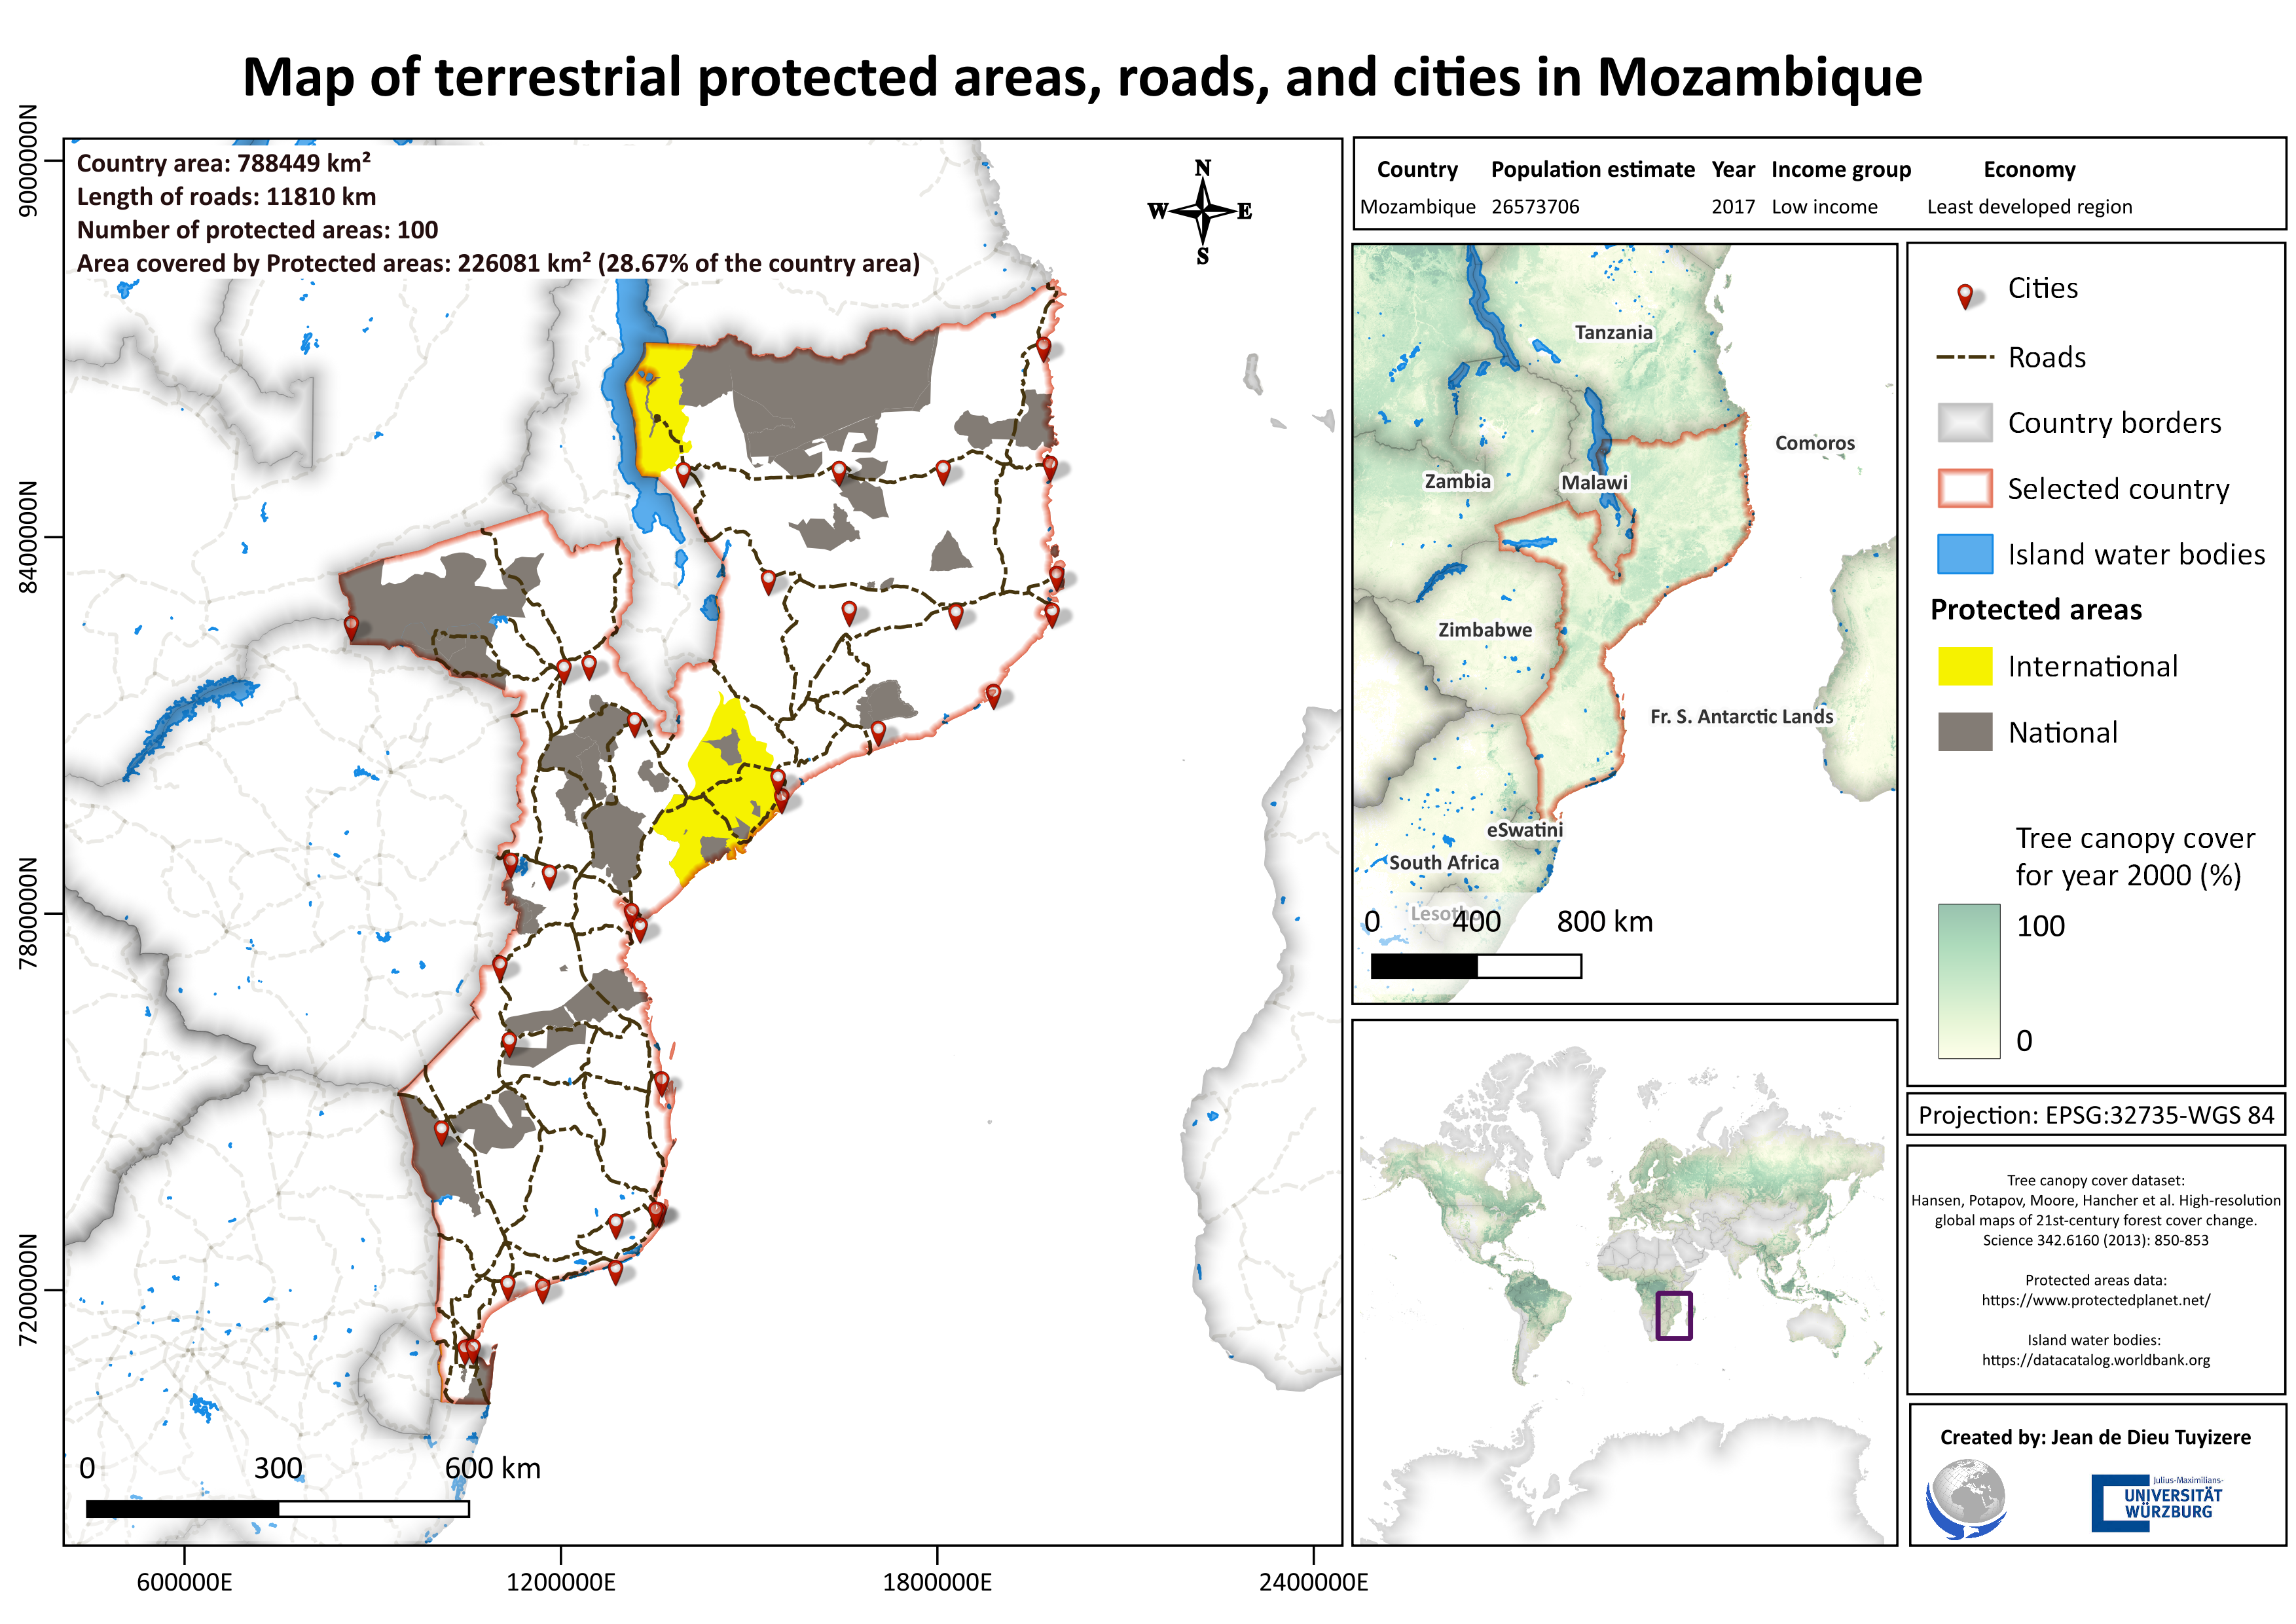 Map of terrestrial protected areas, roads, and cities in Mozambique
Country area: 788449 km²
Length of roads: 11810 km
Number of protected areas: 100
Area covered by Protected areas: 226081 km² (28.67% of the country area)
N
W E
S
9000000N
8400000N
7800000N
7200000N
600000E 1200000E 1800000E 2400000E
0 300 600 km
Country Population estimate Year Income group Economy
Mozambique 26573706 2017 Low income Least developed region
Tanzania
Comoros
Zambia
Malawi
Zimbabwe
Fr. S. Antarctic Lands
eSwatini
South Africa
Lesotho
0 400 800 km
Cities
Roads
Country borders
Selected country
Island water bodies
Protected areas
International
National
Tree canopy cover
for year 2000 (%)
100
0
Projection: EPSG:32735-WGS 84
Tree canopy cover dataset:
Hansen, Potapov, Moore, Hancher et al. High-resolution
global maps of 21st-century forest cover change.
Science 342.6160 (2013): 850-853
Protected areas data:
https://www.protectedplanet.net/
Island water bodies:
https://datacatalog.worldbank.org
Created by: Jean de Dieu Tuyizere
Julius-Maximilians-
UNIVERSITÄT
WÜRZBURG